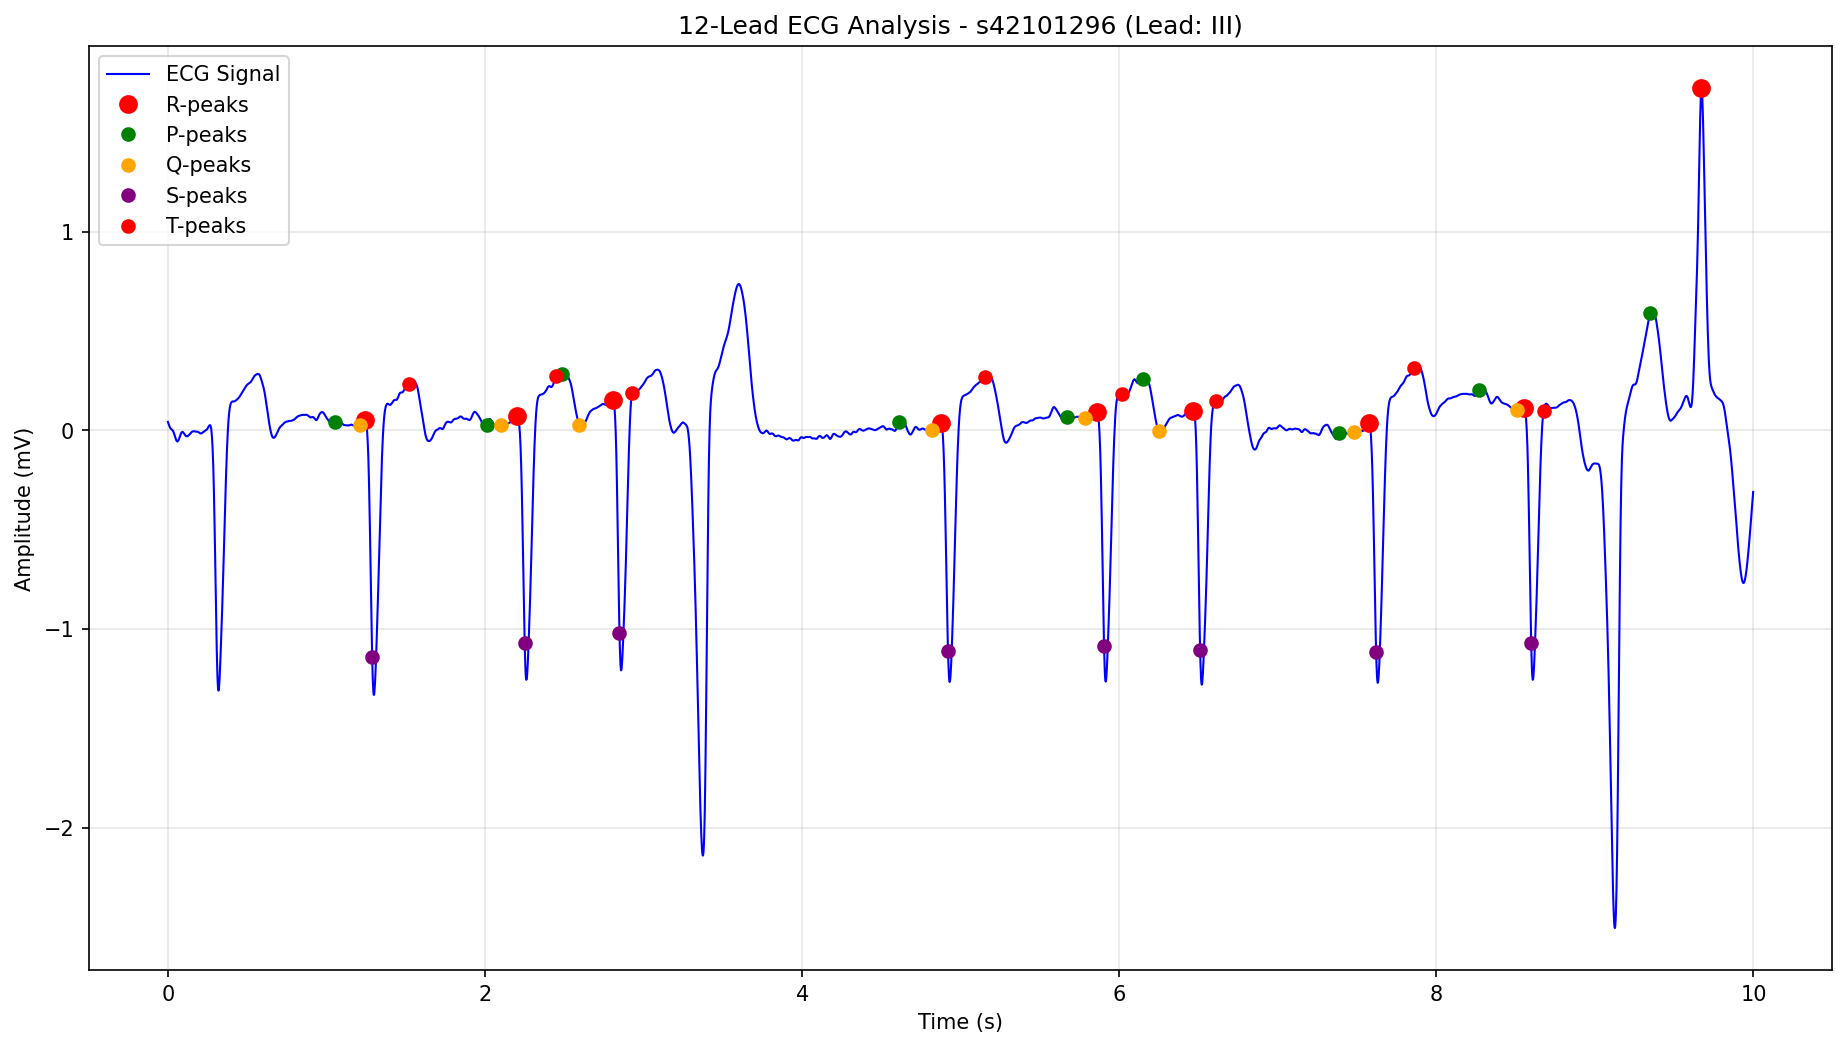 12-Lead ECG Analysis - s42101296 (Lead: III)
ECG Signal
R-peaks
P-peaks
Q-peaks
S-peaks
T-peaks
1
0
−1
−2
Amplitude (mV)
0 2 4 6 8 10
Time (s)